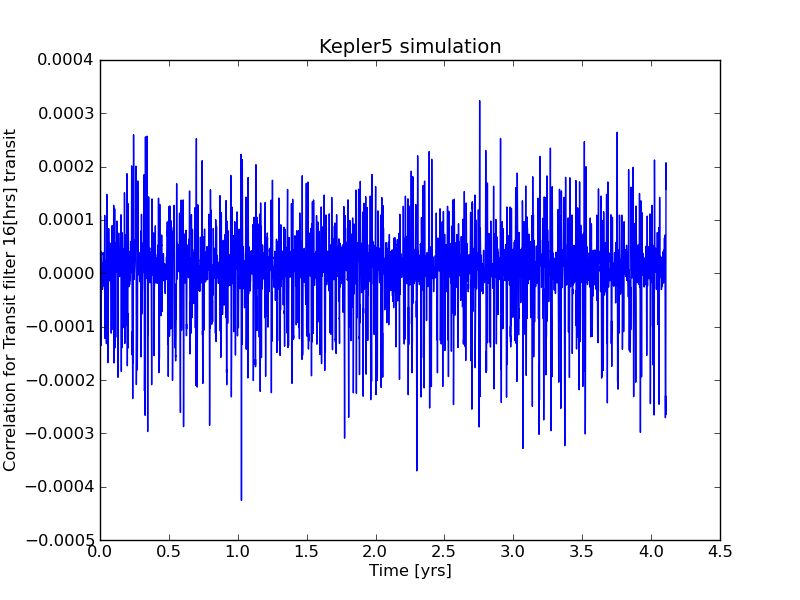 Kepler5 simulation
0.0004
0.0003
0.0002
0.0001
0.0000
−0.0001
−0.0002
−0.0003
−0.0004
−0.0005
Correlation for Transit filter 16[hrs] transit
0.0 0.5 1.0 1.5 2.0 2.5 3.0 3.5 4.0 4.5
Time [yrs]